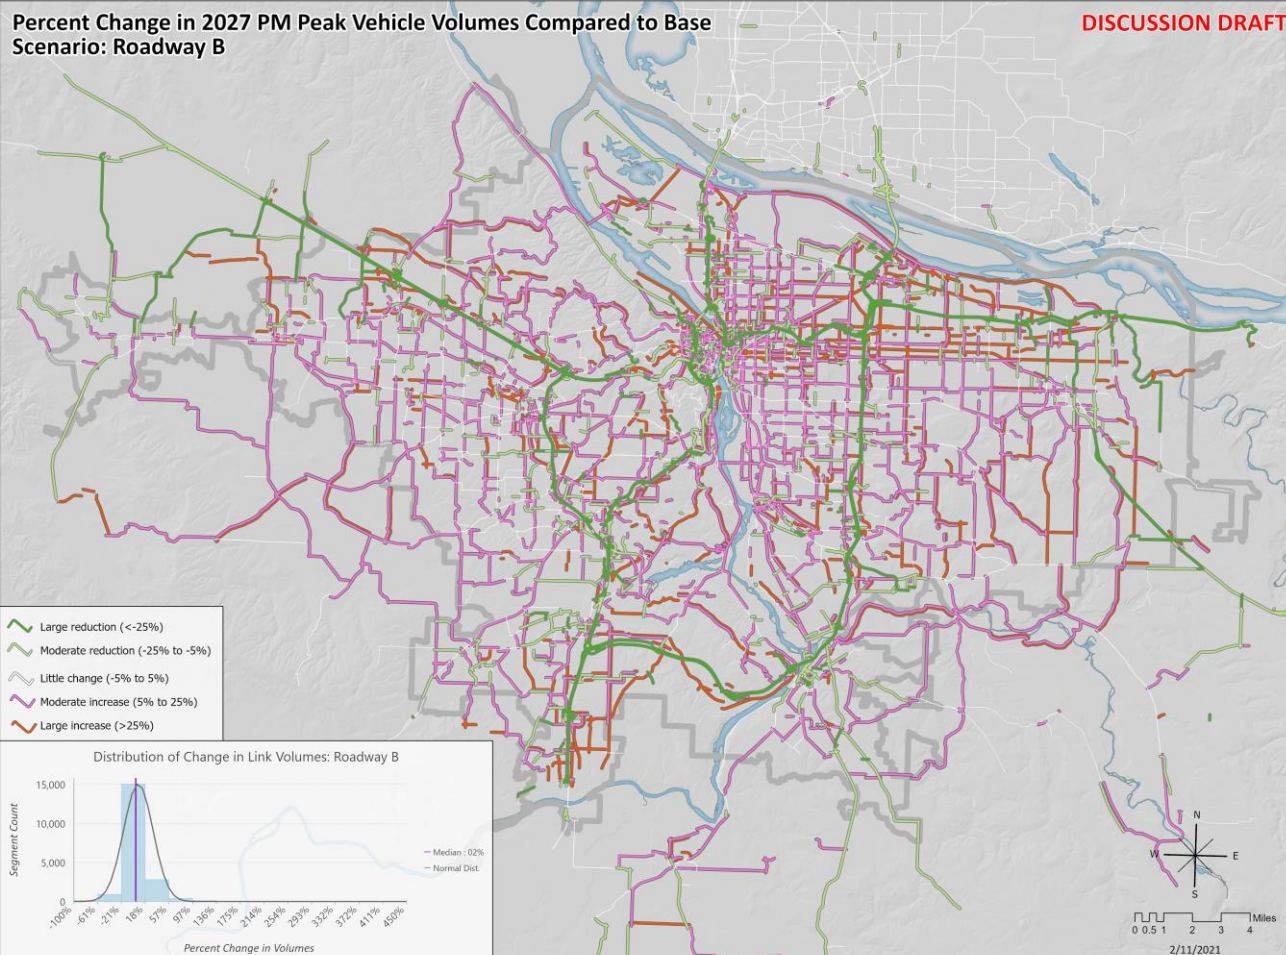 Percent Change in 2027 PM Peak Vehicle Volumes Compared to Base
Scenario: Roadway B
DISCUSSION DRAFT
Large reduction (<-25%)
Moderate reduction (-25% to -5%)
Little change (-5% to 5%)
Moderate increase (5% to 25%)
Large increase (>25%)
Distribution of Change in Link Volumes: Roadway B
Segment Count
15,000
10,000
5,000
0
-100%
-61%
-21%
18%
57%
97%
136%
175%
214%
254%
293%
332%
372%
411%
450%
Percent Change in Volumes
Median : 02%
Normal Dist.
N
W
E
S
Miles
0 0.5 1 2 3 4
2/11/2021